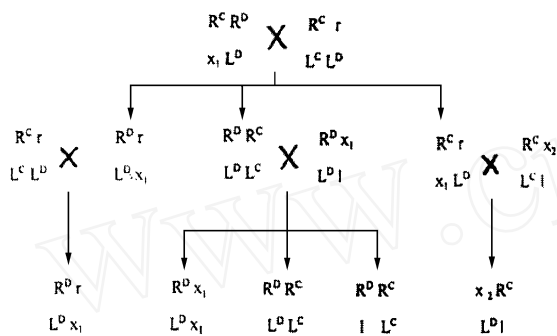 R^C R^D X R^C r
x₁ L^D L^C L^D
R^C r X R^D r R^D R^C X R^D x₁ R^C r X R^C x₂
L^C L^D L^D x₁ L^D L^C L^D l x₁ L^D L^C l
R^D r R^D x₁ R^D R^C R^D R^C x₂ R^C
L^D x₁ L^D x₁ L^D L^C l L^C L^D l